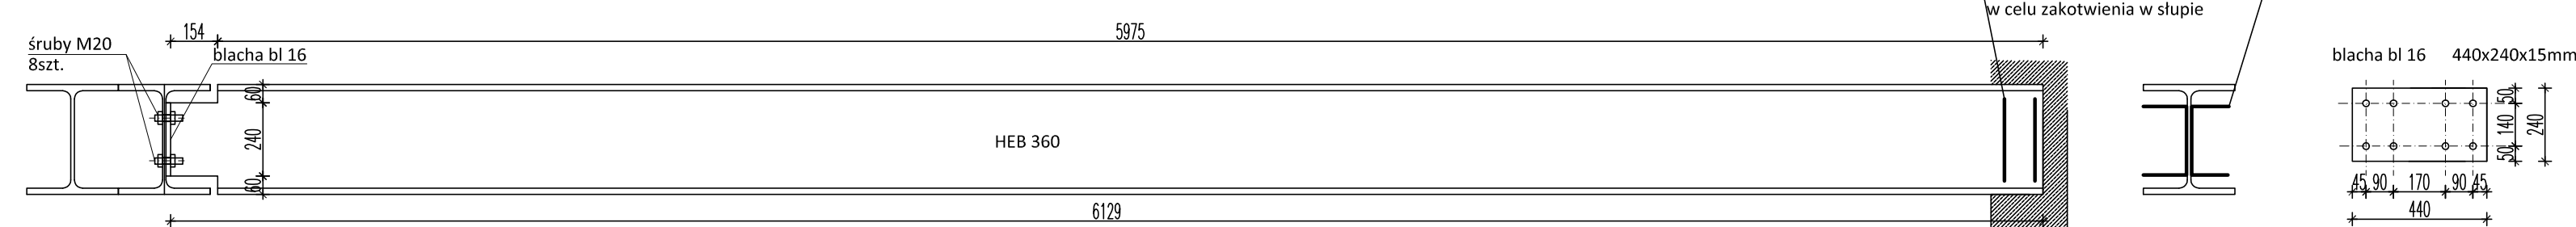 w celu zakotwienia w słupie
154
5975
śruby M20
8szt.
blacha bl 16
blacha bl 16 440x240x15mm
60
240
60
HEB 360
50
140
50
240
45 90 170 90 45
440
6129